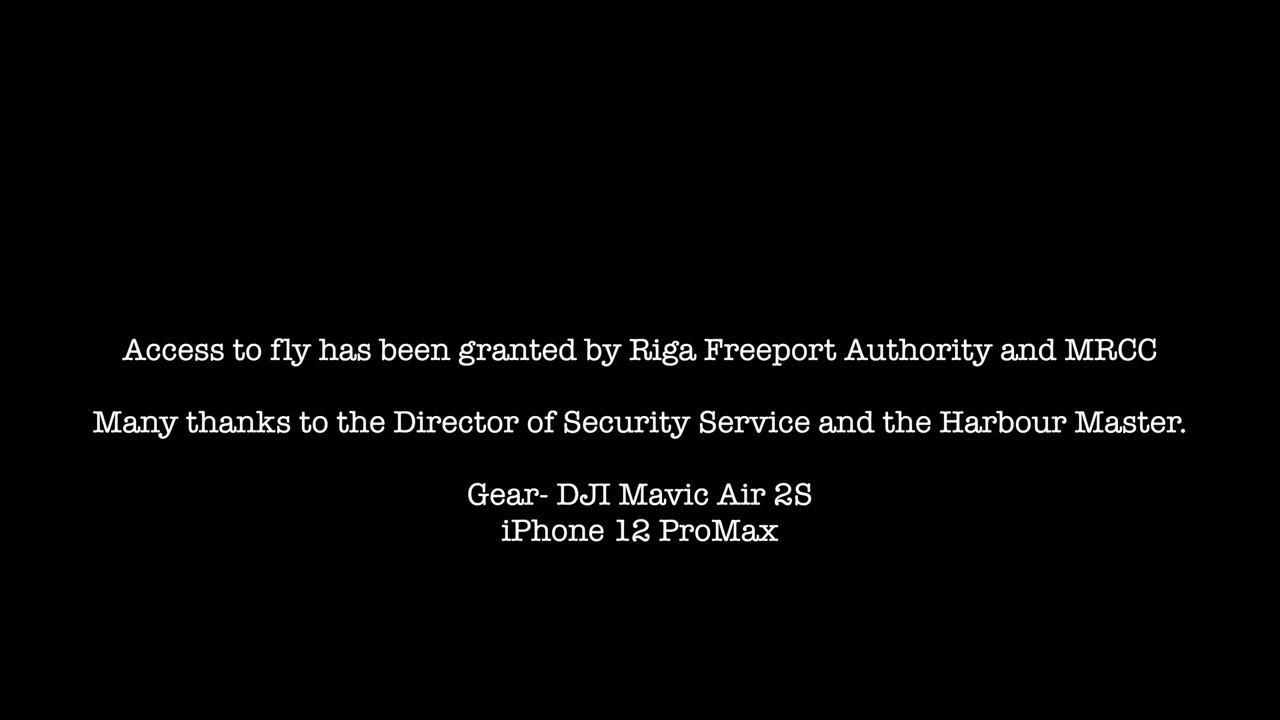 Access to fly has been granted by Riga Freeport Authority and MRCC
Many thanks to the Director of Security Service and the Harbour Master.
Gear- DJI Mavic Air 2S
iPhone 12 ProMax